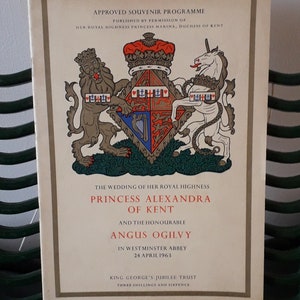 APPROVED SOUVENIR PROGRAMME
PUBLISHED BY PERMISSION OF
HER ROYAL HIGHNESS PRINCESS MARINA, DUCHESS OF KENT
THE WEDDING OF HER ROYAL HIGHNESS
PRINCESS ALEXANDRA
OF KENT
AND THE HONOURABLE
ANGUS OGILVY
IN WESTMINSTER ABBEY
24 APRIL 1963
KING GEORGE'S JUBILEE TRUST
THREE SHILLINGS AND SIXPENCE